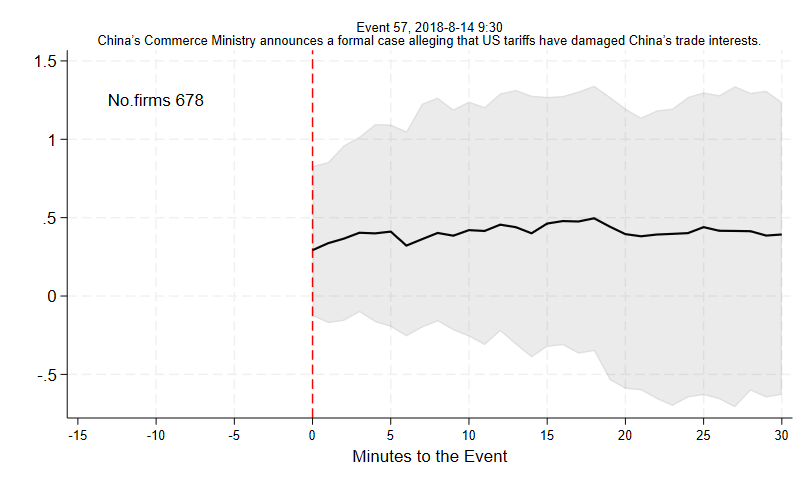 Event 57, 2018-8-14 9:30
China's Commerce Ministry announces a formal case alleging that US tariffs have damaged China's trade interests.
1.5
No.firms 678
1
.5
0
-.5
-15 -10 -5 0 5 10 15 20 25 30
Minutes to the Event